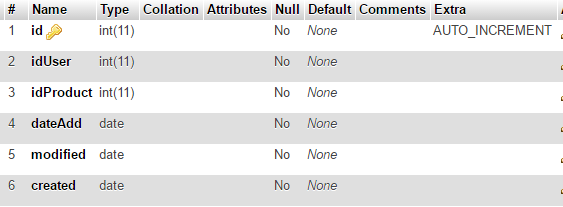 # Name Type Collation Attributes Null Default Comments Extra
1 id int(11) No None AUTO_INCREMENT
2 idUser int(11) No None
3 idProduct int(11) No None
4 dateAdd date No None
5 modified date No None
6 created date No None